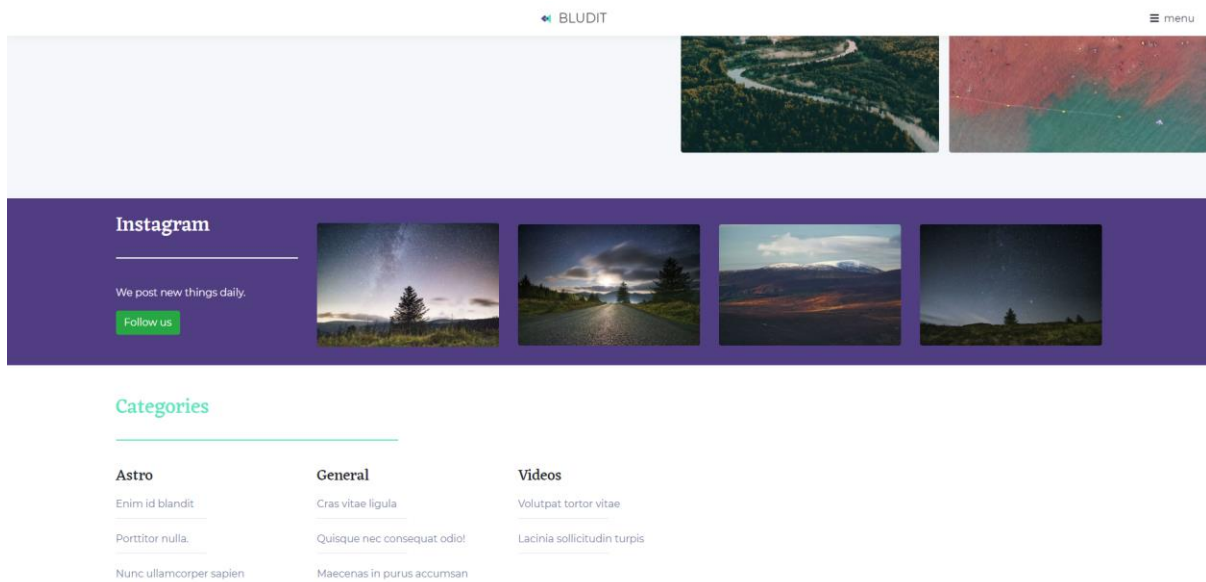 BLUDIT
menu
Instagram
We post new things daily.
Follow us
Categories
Astro
Enim id blandit
Porttitor nulla.
Nunc ullamcorper sapien
General
Cras vitae ligula
Quisque nec consequat odio!
Maecenas in purus accumsan
Videos
Volutpat tortor vitae
Lacinia sollicitudin turpis